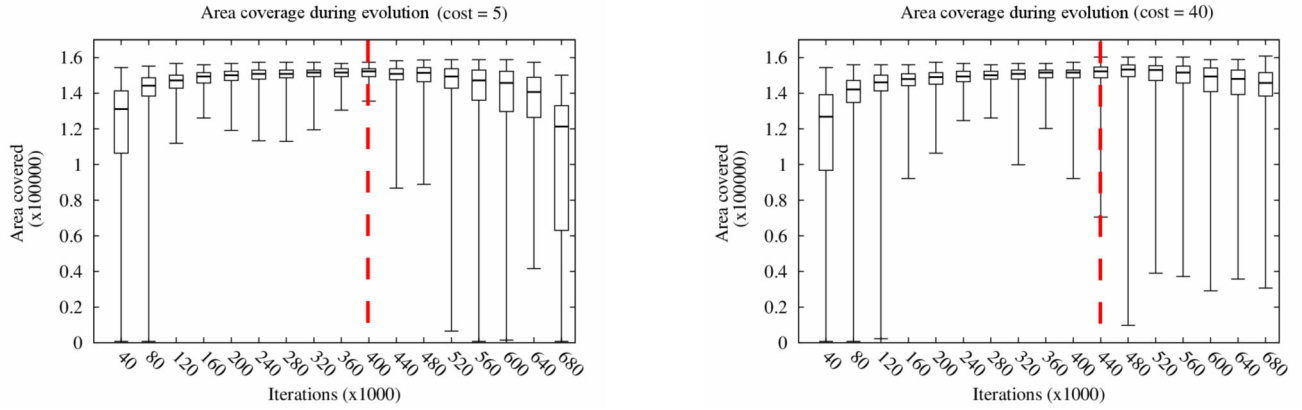 Area coverage during evolution (cost = 5)
1.6
1.4
1.2
1
0.8
0.6
0.4
0.2
0
Area covered
(x100000)
40 80 120 160 200 240 280 320 360 400 440 480 520 560 600 640 680
Iterations (x1000)
Area coverage during evolution (cost = 40)
1.6
1.4
1.2
1
0.8
0.6
0.4
0.2
0
Area covered
(x100000)
40 80 120 160 200 240 280 320 360 400 440 480 520 560 600 640 680
Iterations (x1000)